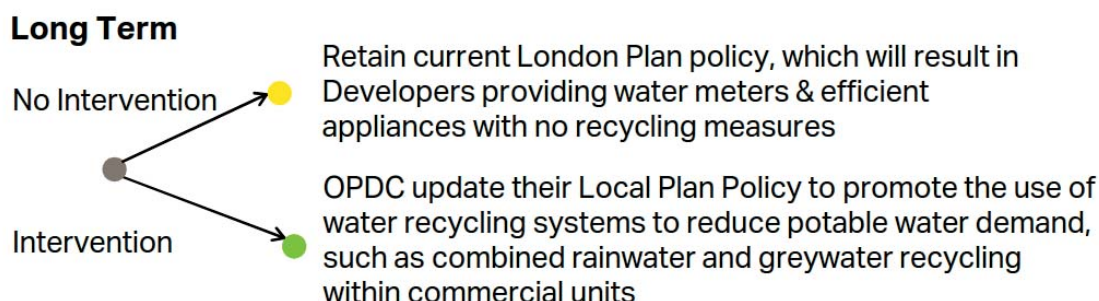 Long Term
No Intervention
Retain current London Plan policy, which will result in
Developers providing water meters & efficient
appliances with no recycling measures
Intervention
OPDC update their Local Plan Policy to promote the use of
water recycling systems to reduce potable water demand,
such as combined rainwater and greywater recycling
within commercial units